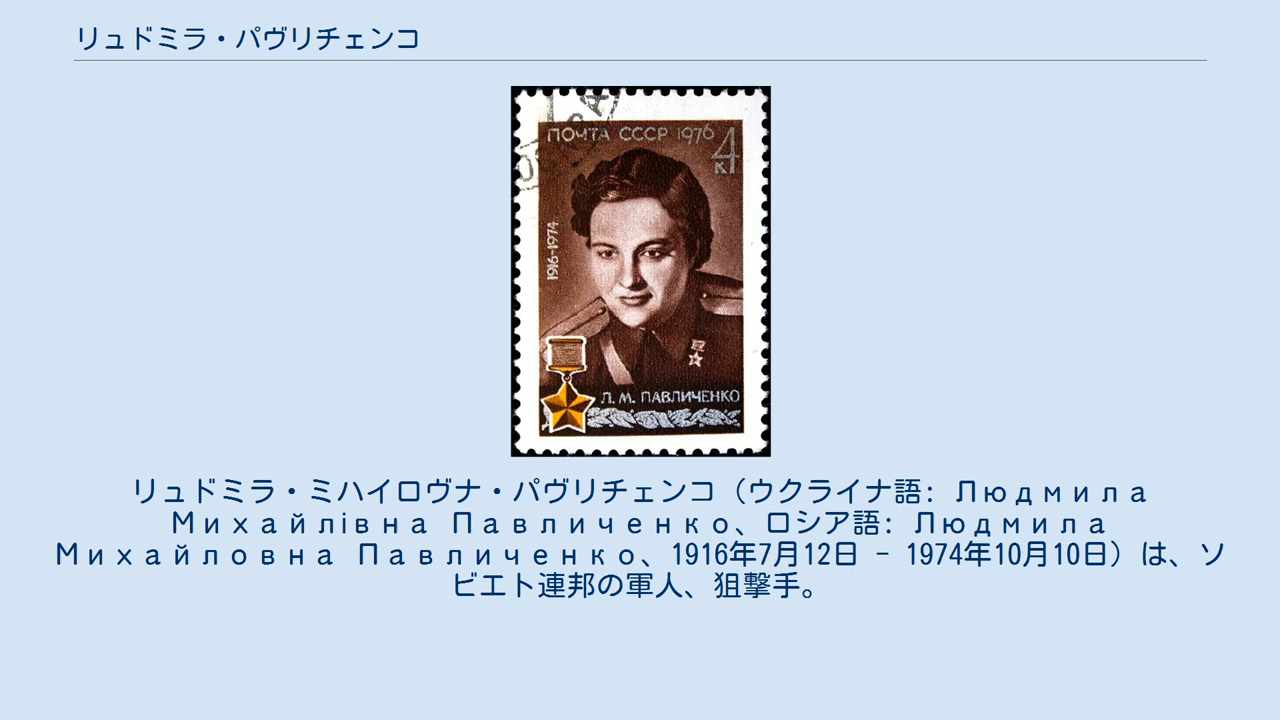 リュドミラ・パヴリチェンコ
ПОЧТА СССР 1976
4
к
1916-1974
Л. М. ПАВЛИЧЕНКО
リュドミラ・ミハイロヴナ・パヴリチェンコ（ウクライナ語: Людмила
Михайлівна Павличенко、ロシア語: Людмила
Михайловна Павличенко、1916年7月12日 - 1974年10月10日）は、ソ
ビエト連邦の軍人、狙撃手。